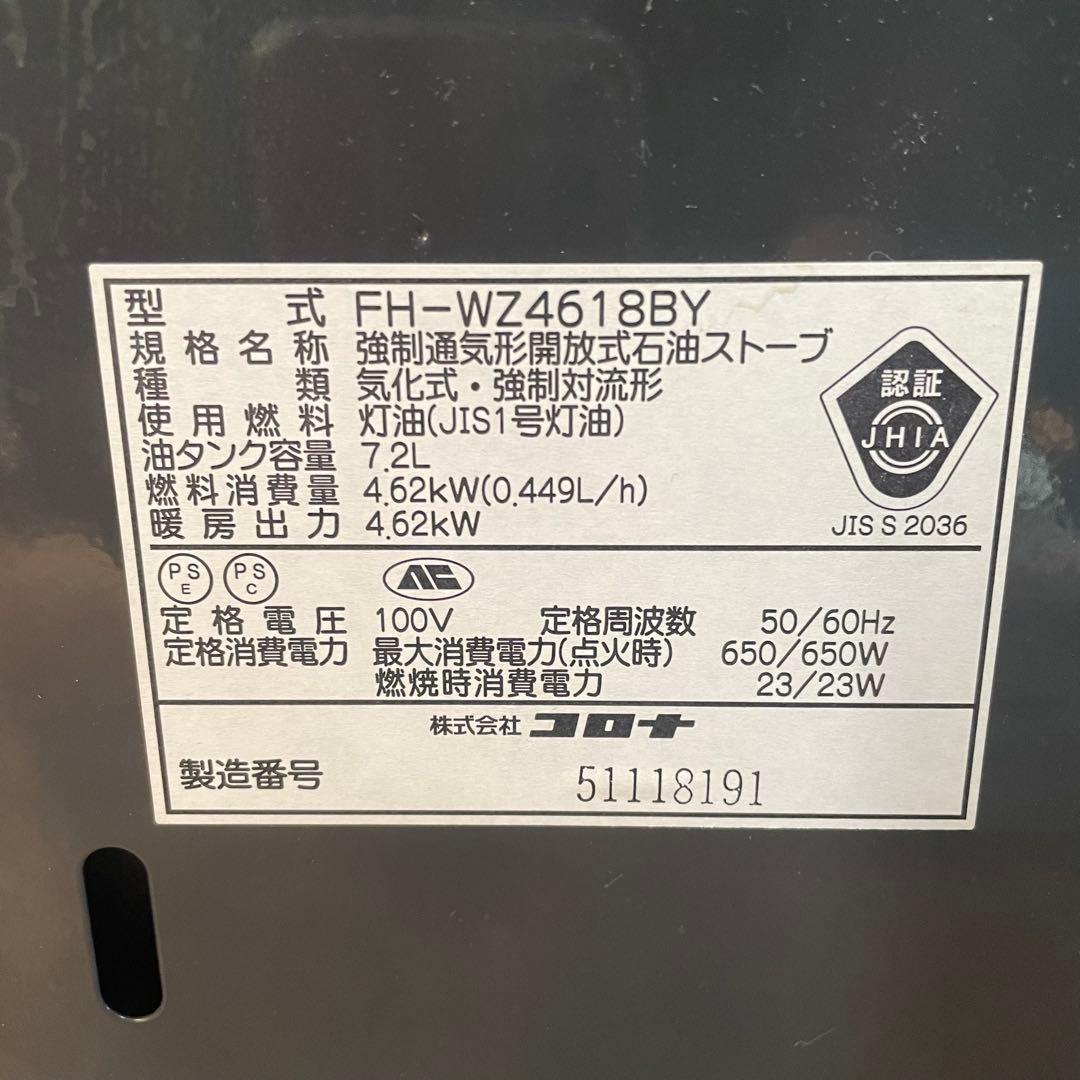 型式 FH-WZ4618BY
規格名称 強制通気形開放式石油ストーブ
種類 気化式・強制対流形
使用燃料 灯油(JIS1号灯油)
油タンク容量 7.2L
燃料消費量 4.62kW(0.449L/h)
暖房出力 4.62kW
認証
JHIA
JIS S 2036
PS E PS C
定格電圧 100V 定格周波数 50/60Hz
定格消費電力 最大消費電力(点火時) 650/650W
燃焼時消費電力 23/23W
株式会社 コロナ
製造番号 51118191